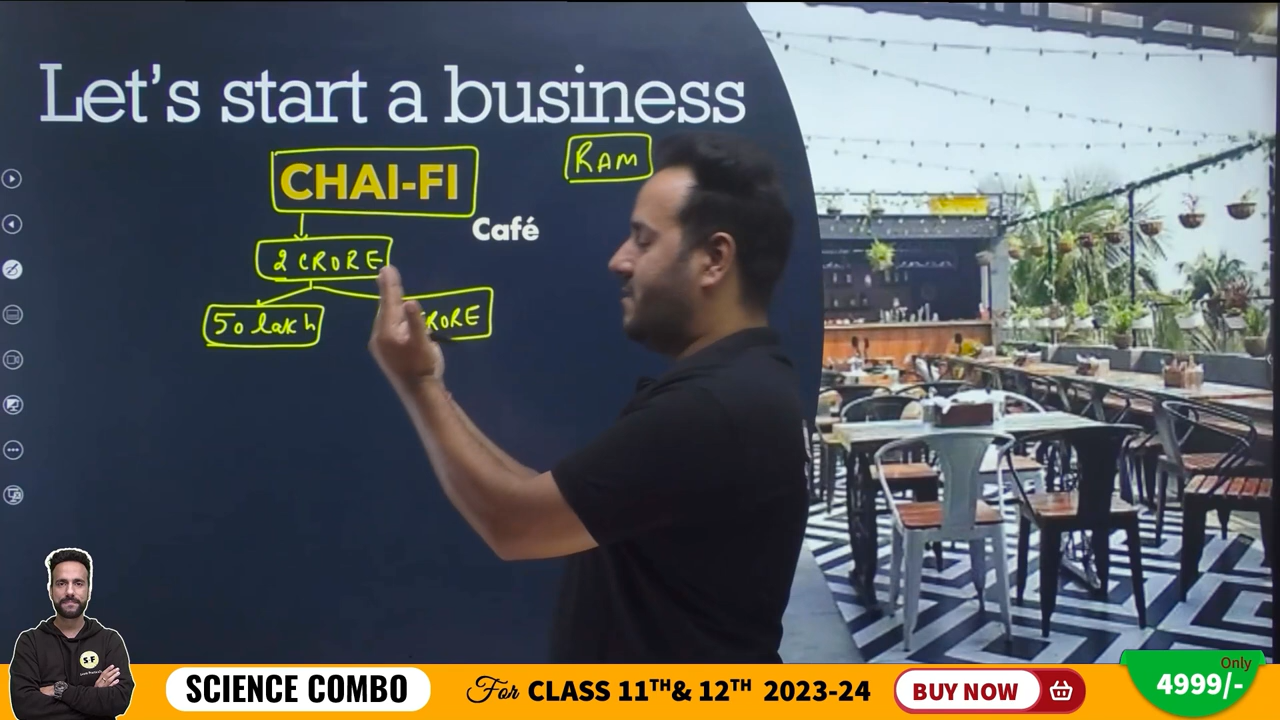 Let's start a business
RAM
CHAI-FI
Café
2 CRORE
50 lakh
SF
Only
SCIENCE COMBO
For CLASS 11TH & 12TH 2023-24
BUY NOW
4999/-